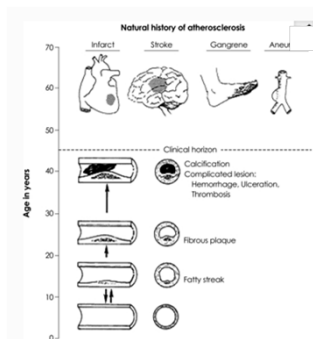 Natural history of atherosclerosis
Infarct Stroke Gangrene Aneu
70
60
50
Clinical horizon
Calcification
Complicated lesion:
Hemorrhage, Ulceration,
Thrombosis
40
30
Fibrous plaque
20
Fatty streak
10
0
Age in years